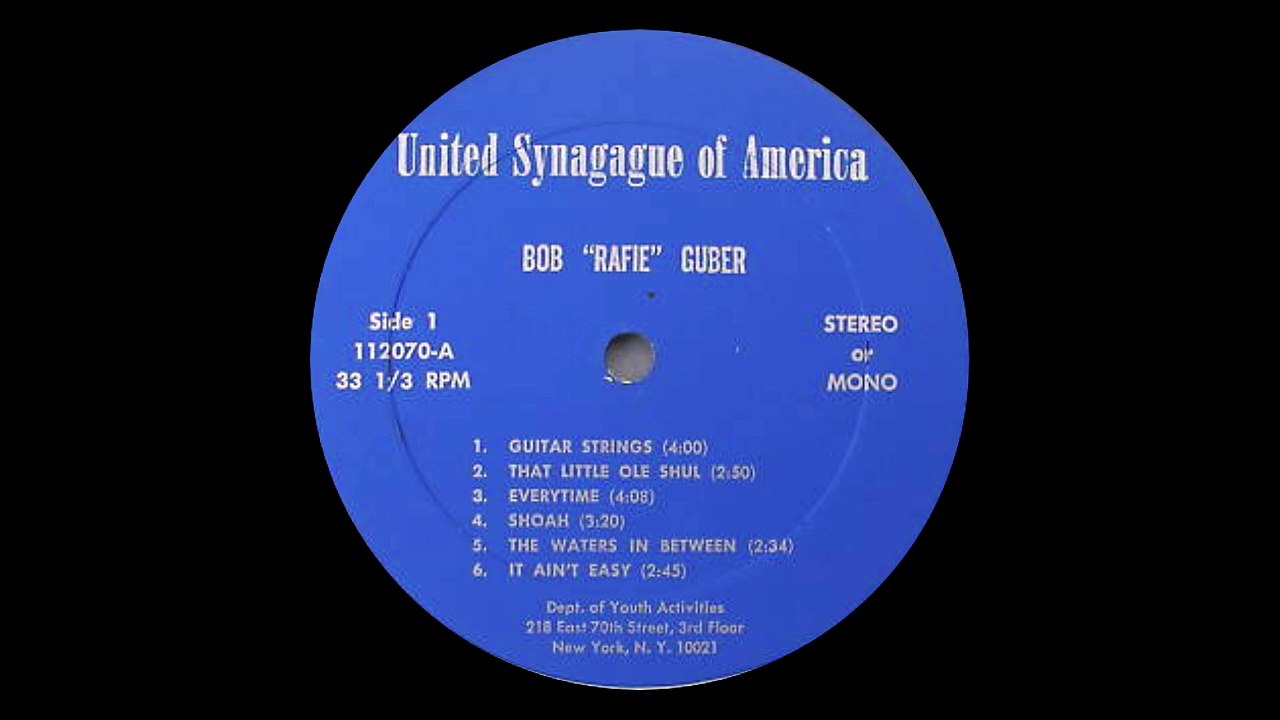 United Synagague of America
BOB “RAFIE” GUBER
Side 1
112070-A
33 1/3 RPM
STEREO
or
MONO
1. GUITAR STRINGS (4:00)
2. THAT LITTLE OLE SHUL (2:50)
3. EVERYTIME (4:08)
4. SHOAH (3:20)
5. THE WATERS IN BETWEEN (2:34)
6. IT AIN'T EASY (2:45)
Dept. of Youth Activities
218 East 70th Street, 3rd Floor
New York, N. Y. 10021